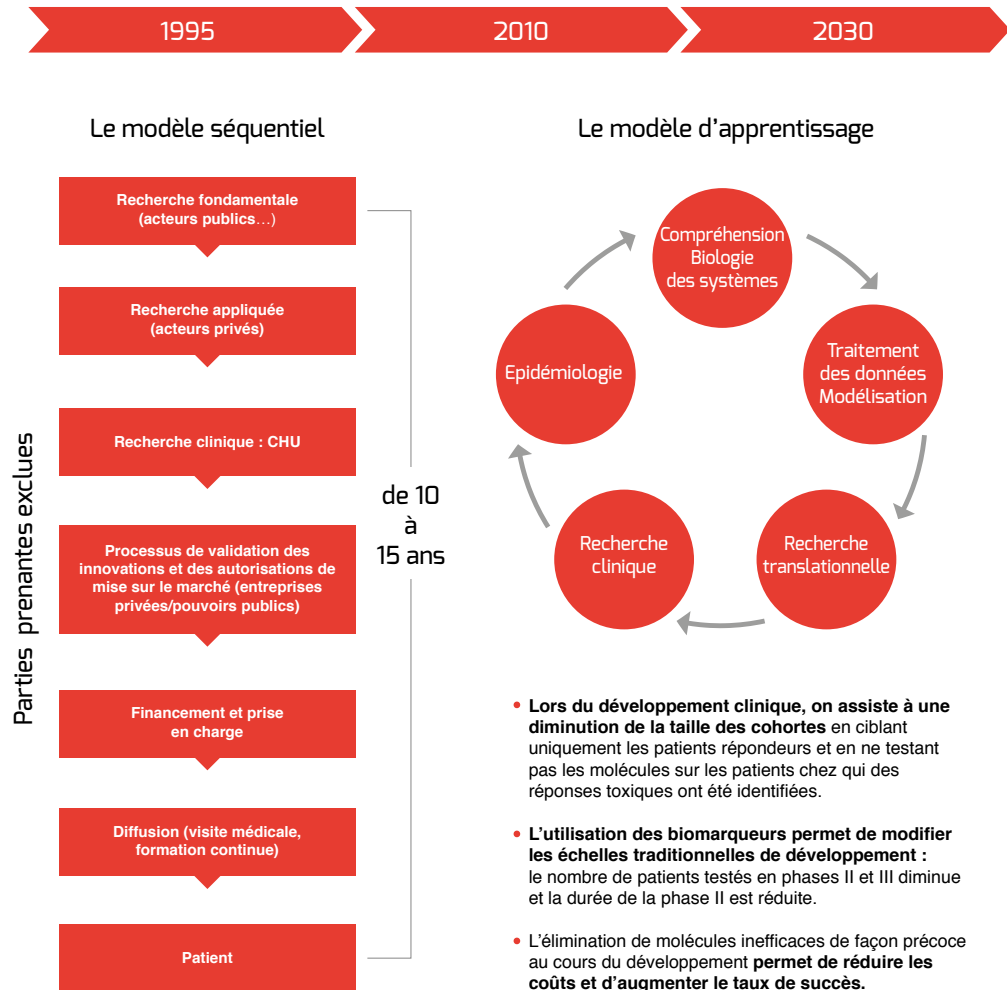 1995
2010
2030
Le modèle séquentiel
Recherche fondamentale
(acteurs publics…)
Recherche appliquée
(acteurs privés)
Recherche clinique : CHU
Processus de validation des
innovations et des autorisations de
mise sur le marché (entreprises
privées/pouvoirs publics)
Financement et prise
en charge
Diffusion (visite médicale,
formation continue)
Patient
Parties prenantes exclues
de 10
à
15 ans
Le modèle d'apprentissage
Compréhension
Biologie
des systèmes
Traitement
des données
Modélisation
Recherche
translationnelle
Recherche
clinique
Epidémiologie
• Lors du développement clinique, on assiste à une
diminution de la taille des cohortes en ciblant
uniquement les patients répondeurs et en ne testant
pas les molécules sur les patients chez qui des
réponses toxiques ont été identifiées.
• L'utilisation des biomarqueurs permet de modifier
les échelles traditionnelles de développement :
le nombre de patients testés en phases II et III diminue
et la durée de la phase II est réduite.
• L'élimination de molécules inefficaces de façon précoce
au cours du développement permet de réduire les
coûts et d'augmenter le taux de succès.